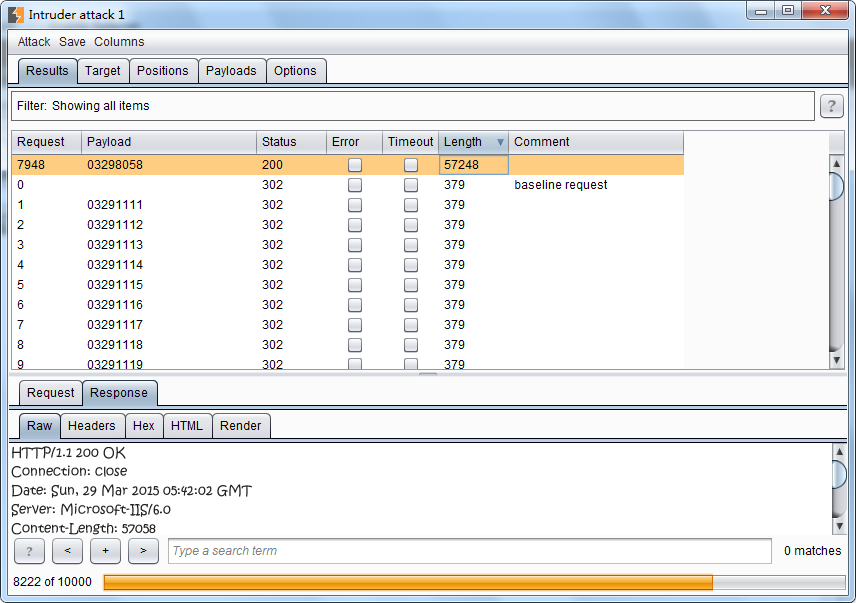 Intruder attack 1
Attack Save Columns
Results Target Positions Payloads Options
Filter: Showing all items ?
Request Payload Status Error Timeout Length Comment
7948 03298058 200 57248
0 302 379 baseline request
1 03291111 302 379
2 03291112 302 379
3 03291113 302 379
4 03291114 302 379
5 03291115 302 379
6 03291116 302 379
7 03291117 302 379
8 03291118 302 379
9 03291119 302 379
Request Response
Raw Headers Hex HTML Render
HTTP/1.1 200 OK
Connection: close
Date: Sun, 29 Mar 2015 05:42:02 GMT
Server: Microsoft-IIS/6.0
Content-Length: 57058
? < + > Type a search term 0 matches
8222 of 10000